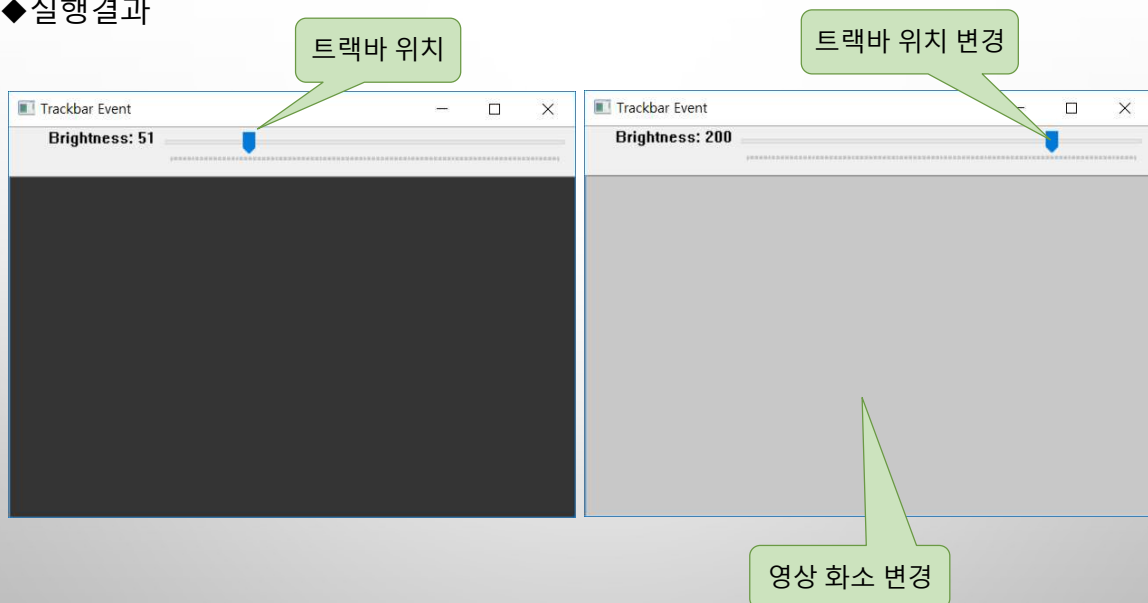 ◆실행결과
트랙바 위치
트랙바 위치 변경
Trackbar Event
Brightness: 51
Trackbar Event
Brightness: 200
영상 화소 변경